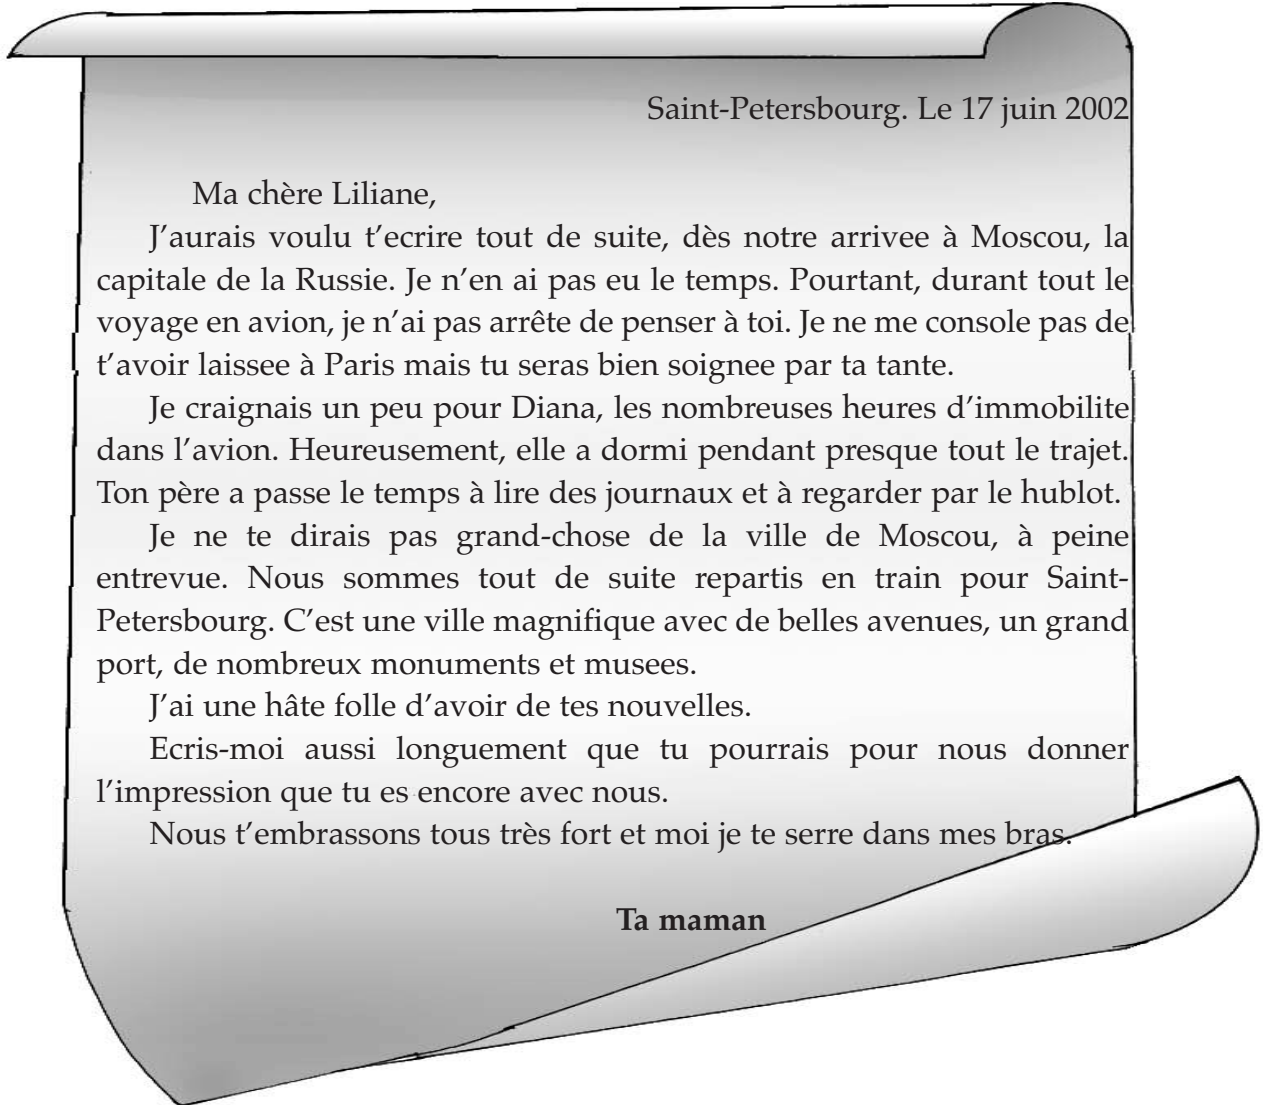 Saint-Petersbourg. Le 17 juin 2002
Ma chère Liliane,
J’aurais voulu t’ecrire tout de suite, dès notre arrivee à Moscou, la
capitale de la Russie. Je n’en ai pas eu le temps. Pourtant, durant tout le
voyage en avion, je n’ai pas arrête de penser à toi. Je ne me console pas de
t’avoir laissee à Paris mais tu seras bien soignee par ta tante.
Je craignais un peu pour Diana, les nombreuses heures d’immobilite
dans l’avion. Heureusement, elle a dormi pendant presque tout le trajet.
Ton père a passe le temps à lire des journaux et à regarder par le hublot.
Je ne te dirais pas grand-chose de la ville de Moscou, à peine
entrevue. Nous sommes tout de suite repartis en train pour Saint-
Petersbourg. C’est une ville magnifique avec de belles avenues, un grand
port, de nombreux monuments et musees.
J’ai une hâte folle d’avoir de tes nouvelles.
Ecris-moi aussi longuement que tu pourrais pour nous donner
l’impression que tu es encore avec nous.
Nous t’embrassons tous très fort et moi je te serre dans mes bras.
Ta maman